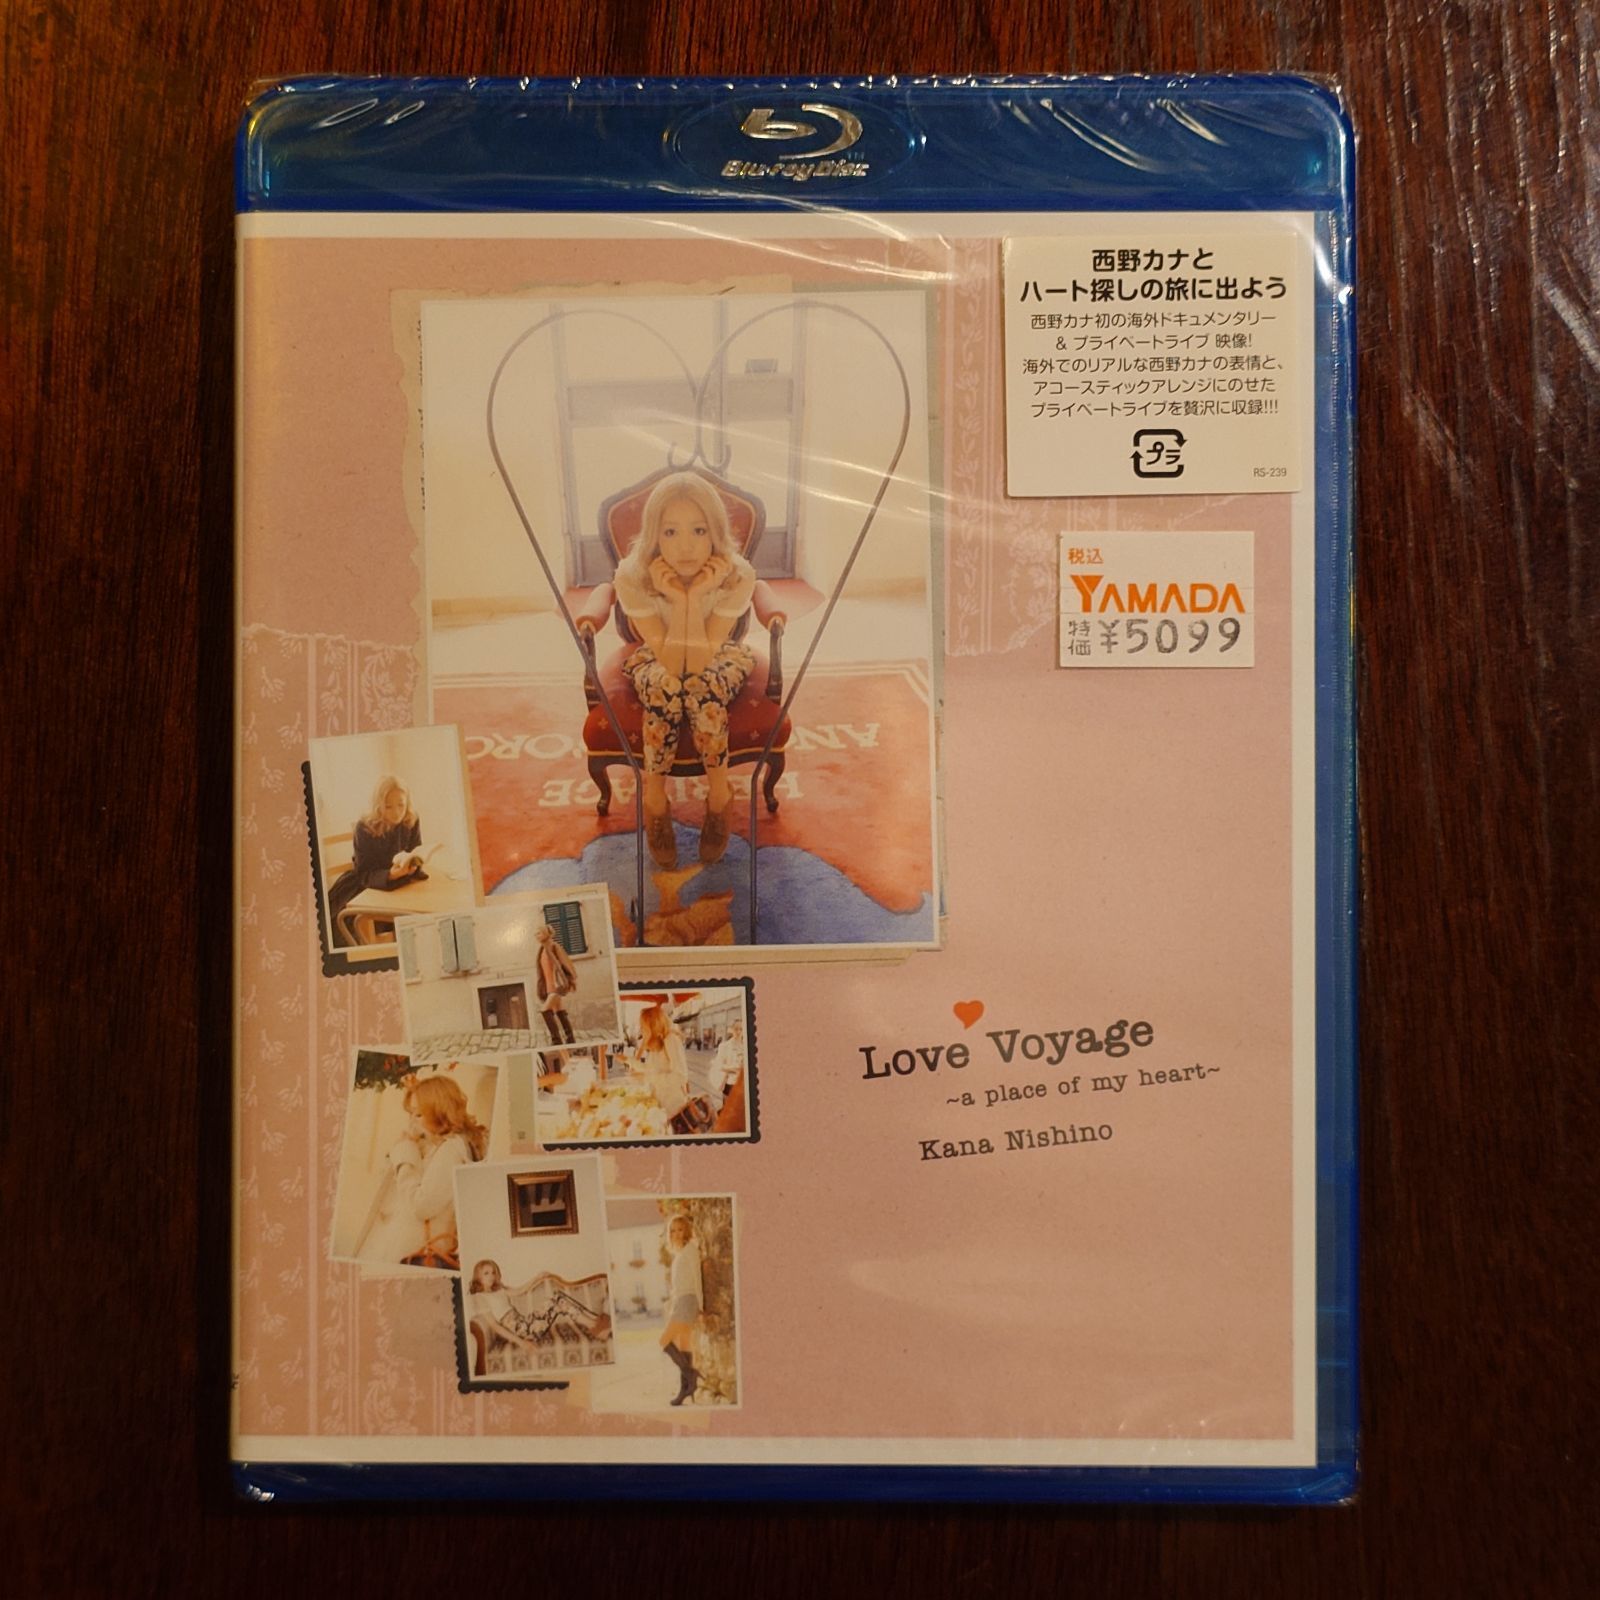 Blu-ray Disc
西野カナと
ハート探しの旅に出よう
西野カナ初の海外ドキュメンタリー
& プライベートライブ 映像!
海外でのリアルな西野カナの表情と、
アコースティックアレンジにのせた
プライベートライブを贅沢に収録!!!
プラ
RS-239
税込
YAMADA
特価 ¥5099
Love Voyage
~a place of my heart~
Kana Nishino